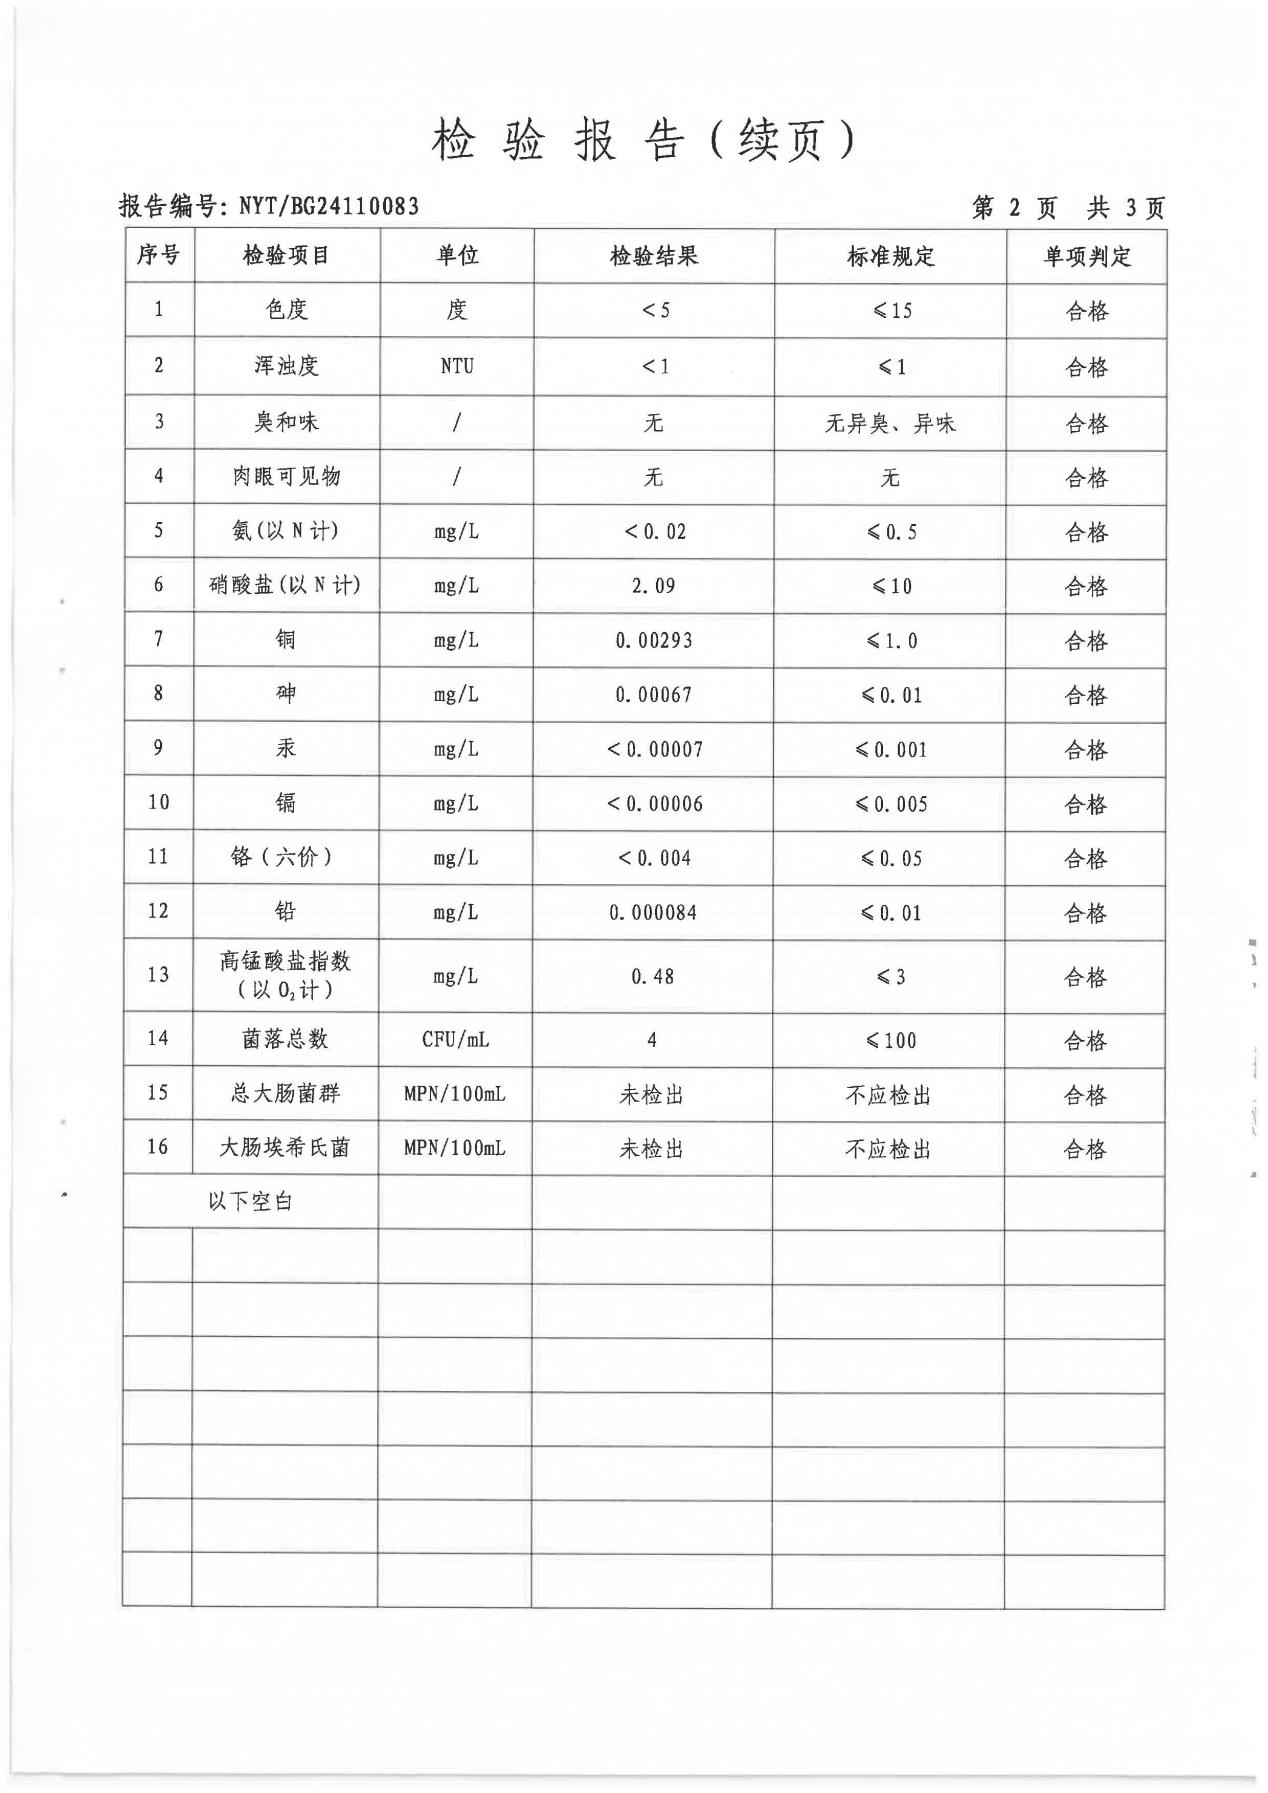 检 验 报 告(续页)
报告编号: NYT/BG24110083 第 2 页 共 3页
序号 检验项目 单位 检验结果 标准规定 单项判定
1 色度 度 <5 ≤15 合格
2 浑浊度 NTU <1 ≤1 合格
3 臭和味 / 无 无异臭、异味 合格
4 肉眼可见物 / 无 无 合格
5 氨(以 N 计) mg/L <0.02 ≤0.5 合格
6 硝酸盐(以 N 计) mg/L 2.09 ≤10 合格
7 铜 mg/L 0.00293 ≤1.0 合格
8 砷 mg/L 0.00067 ≤0.01 合格
9 汞 mg/L <0.00007 ≤0.001 合格
10 镉 mg/L <0.00006 ≤0.005 合格
11 铬(六价) mg/L <0.004 ≤0.05 合格
12 铅 mg/L 0.000084 ≤0.01 合格
13 高锰酸盐指数 mg/L 0.48 ≤3 合格
(以 O₂计)
14 菌落总数 CFU/mL 4 ≤100 合格
15 总大肠菌群 MPN/100mL 未检出 不应检出 合格
16 大肠埃希氏菌 MPN/100mL 未检出 不应检出 合格
以下空白